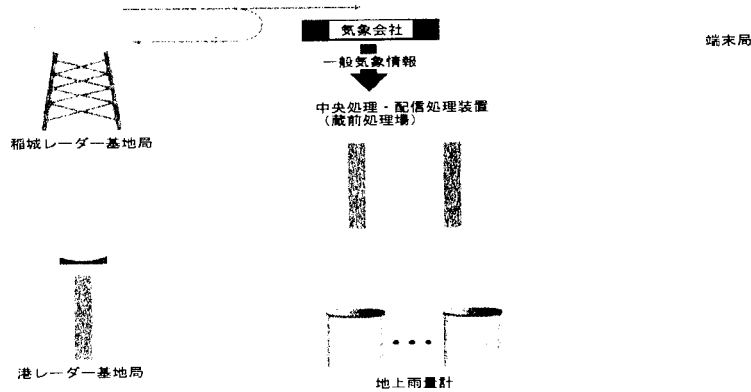 気象会社
端末局
一般気象情報
中央処理・配信処理装置
（蔵前処理場）
稲城レーダー基地局
港レーダー基地局
地上雨量計